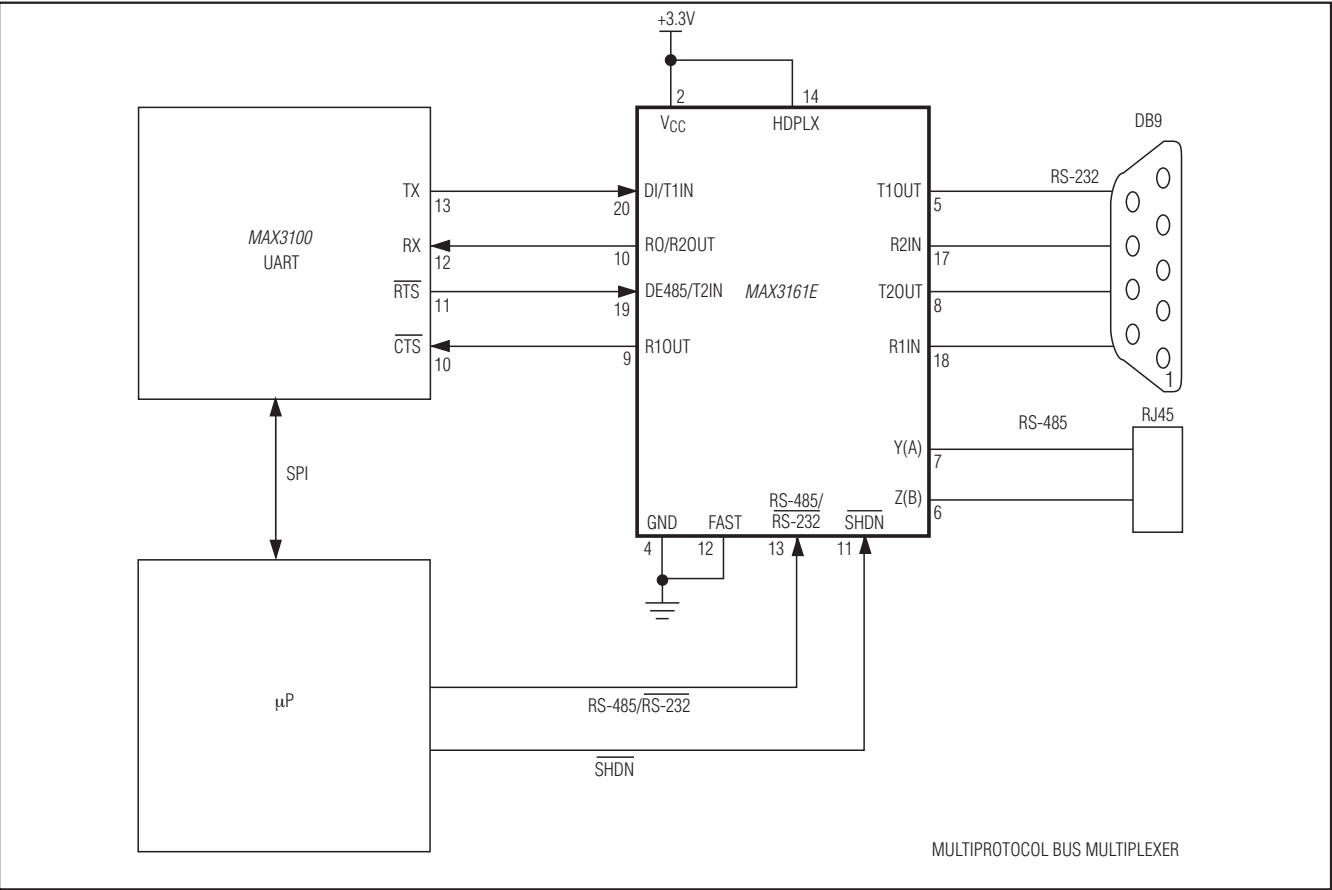 +3.3V
2
14
VCC
HDPLX
DB9
TX
13
20
DI/T1IN
T1OUT
5
RS-232
MAX3100
UART
RX
12
10
RO/R2OUT
R2IN
17
RTS
11
19
DE485/T2IN
MAX3161E
T2OUT
8
CTS
10
9
R1OUT
R1IN
18
1
RJ45
RS-485
Y(A)
7
Z(B)
6
SPI
GND
FAST
RS-485/
RS-232
SHDN
4
12
13
11
μP
RS-485/RS-232
SHDN
MULTIPROTOCOL BUS MULTIPLEXER